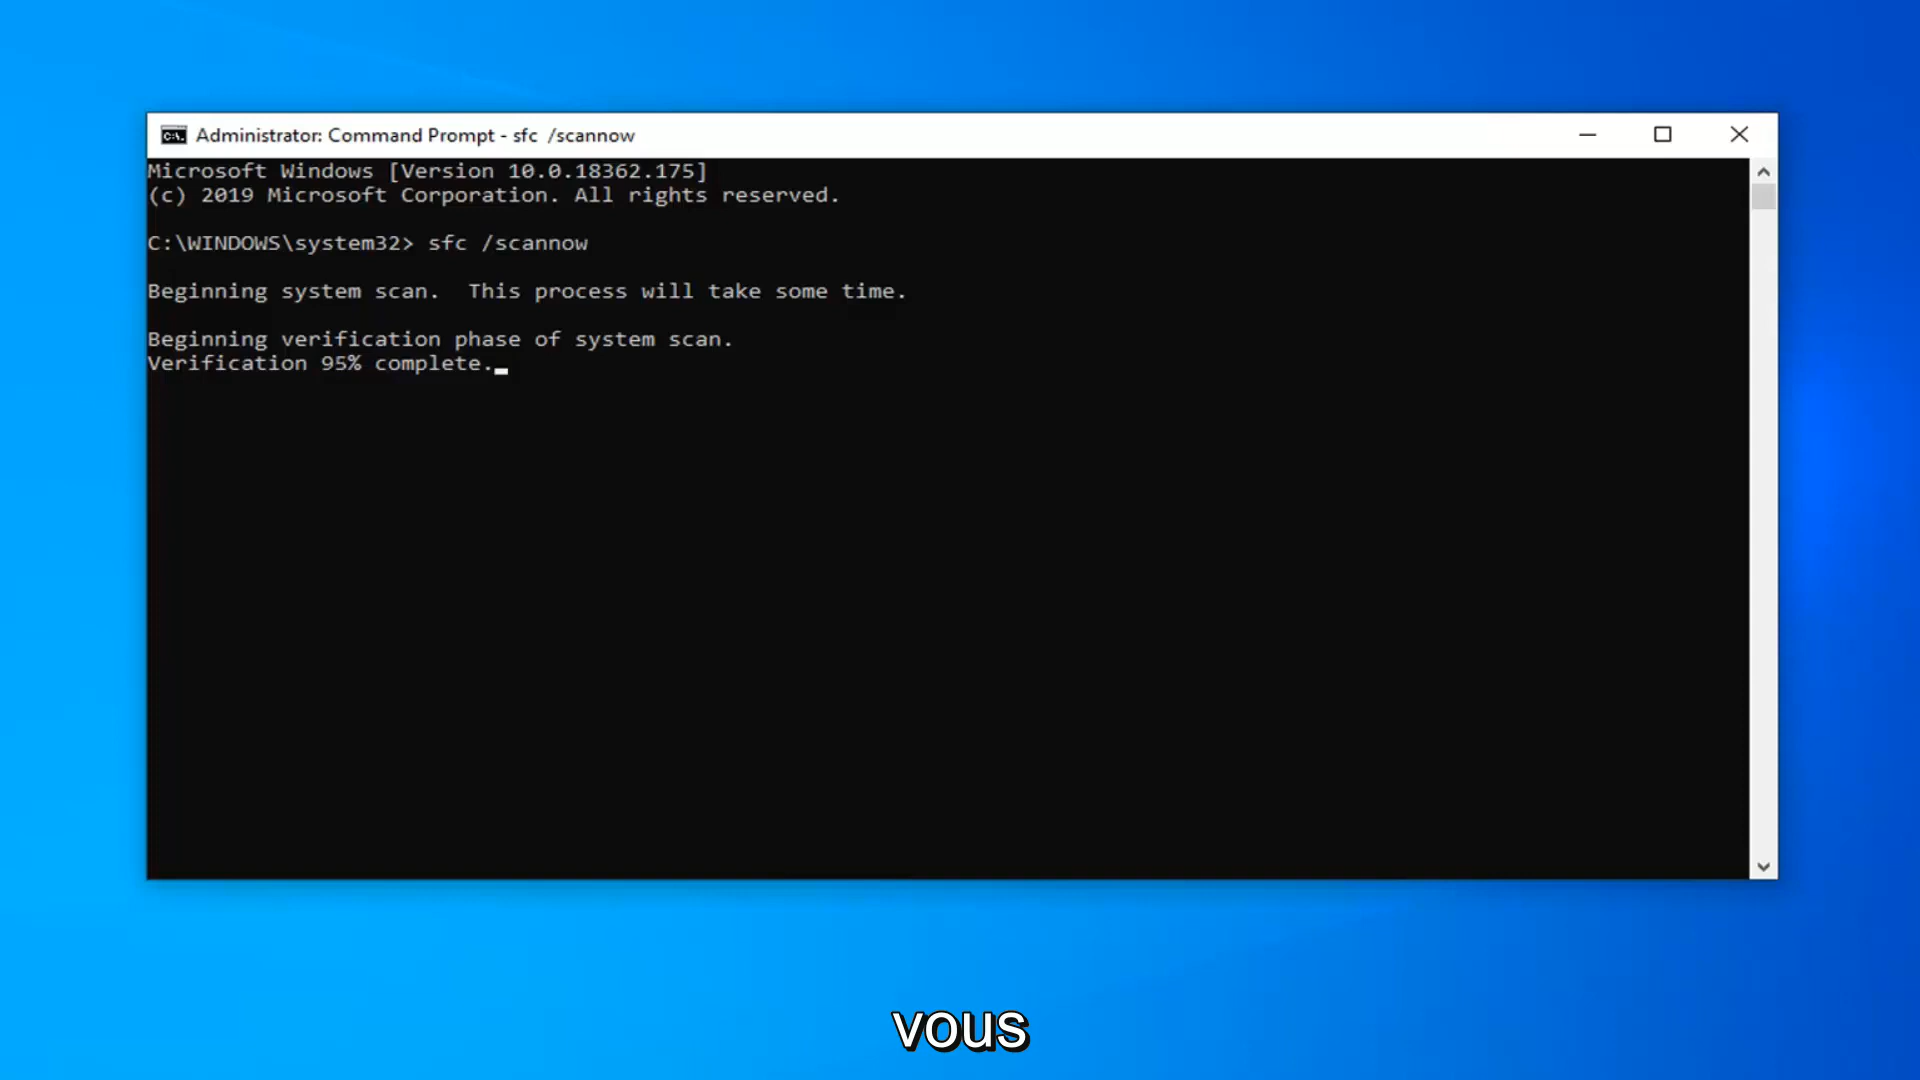 Administrator: Command Prompt - sfc  /scannow
Microsoft Windows [Version 10.0.18362.175]
(c) 2019 Microsoft Corporation. All rights reserved.
C:\WINDOWS\system32> sfc /scannow
Beginning system scan.  This process will take some time.
Beginning verification phase of system scan.
Verification 95% complete.
vous